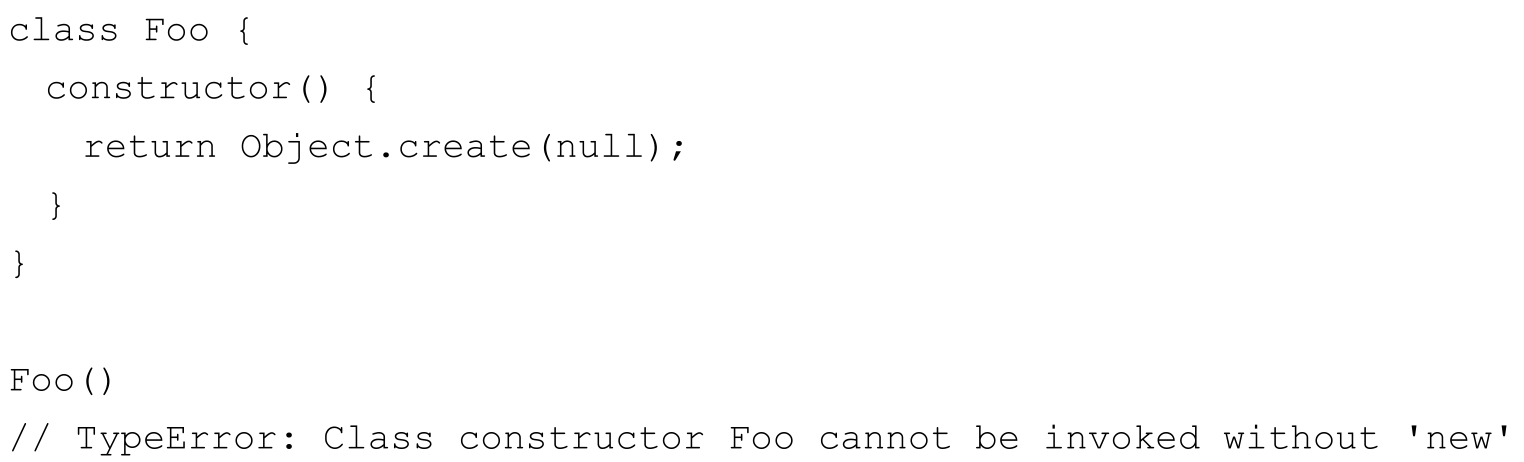 class Foo {
  constructor() {
    return Object.create(null);
  }
}

Foo()
// TypeError: Class constructor Foo cannot be invoked without 'new'